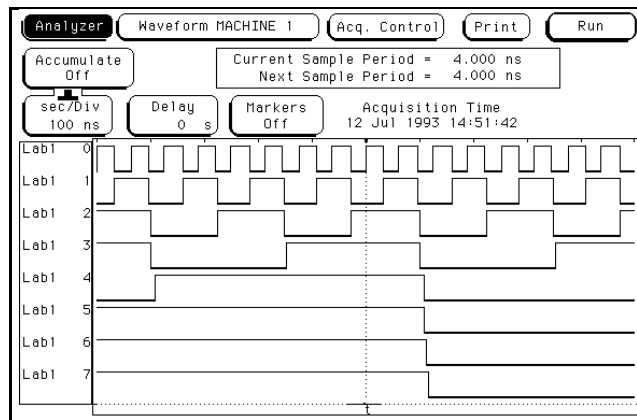 Analyzer Waveform MACHINE 1 Acq. Control Print Run
Accumulate
Off
Current Sample Period = 4.000 ns
Next Sample Period = 4.000 ns
sec/Div
100 ns
Delay
0 s
Markers
Off
Acquisition Time
12 Jul 1993 14:51:42
Lab1 0
Lab1 1
Lab1 2
Lab1 3
Lab1 4
Lab1 5
Lab1 6
Lab1 7
t